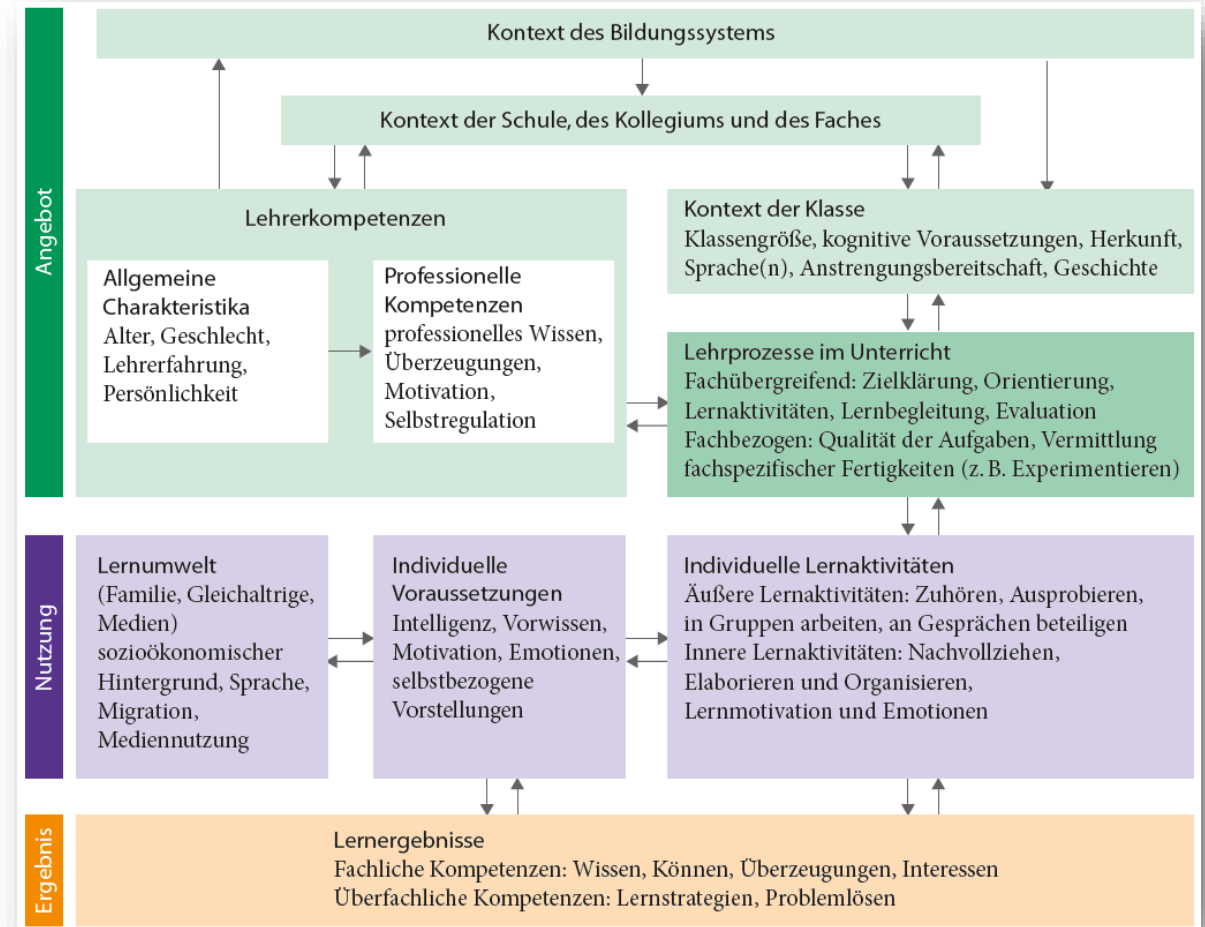 Kontext des Bildungssystems
Kontext der Schule, des Kollegiums und des Faches
Angebot
Lehrerkompetenzen
Allgemeine
Charakteristika
Alter, Geschlecht,
Lehrerfahrung,
Persönlichkeit
Professionelle
Kompetenzen
professionelles Wissen,
Überzeugungen,
Motivation,
Selbstregulation
Kontext der Klasse
Klassengröße, kognitive Voraussetzungen, Herkunft,
Sprache(n), Anstrengungsbereitschaft, Geschichte
Lehrprozesse im Unterricht
Fachübergreifend: Zielklärung, Orientierung,
Lernaktivitäten, Lernbegleitung, Evaluation
Fachbezogen: Qualität der Aufgaben, Vermittlung
fachspezifischer Fertigkeiten (z. B. Experimentieren)
Nutzung
Lernumwelt
(Familie, Gleichaltrige,
Medien)
sozioökonomischer
Hintergrund, Sprache,
Migration,
Mediennutzung
Individuelle
Voraussetzungen
Intelligenz, Vorwissen,
Motivation, Emotionen,
selbstbezogene
Vorstellungen
Individuelle Lernaktivitäten
Äußere Lernaktivitäten: Zuhören, Ausprobieren,
in Gruppen arbeiten, an Gesprächen beteiligen
Innere Lernaktivitäten: Nachvollziehen,
Elaborieren und Organisieren,
Lernmotivation und Emotionen
Ergebnis
Lernergebnisse
Fachliche Kompetenzen: Wissen, Können, Überzeugungen, Interessen
Überfachliche Kompetenzen: Lernstrategien, Problemlösen